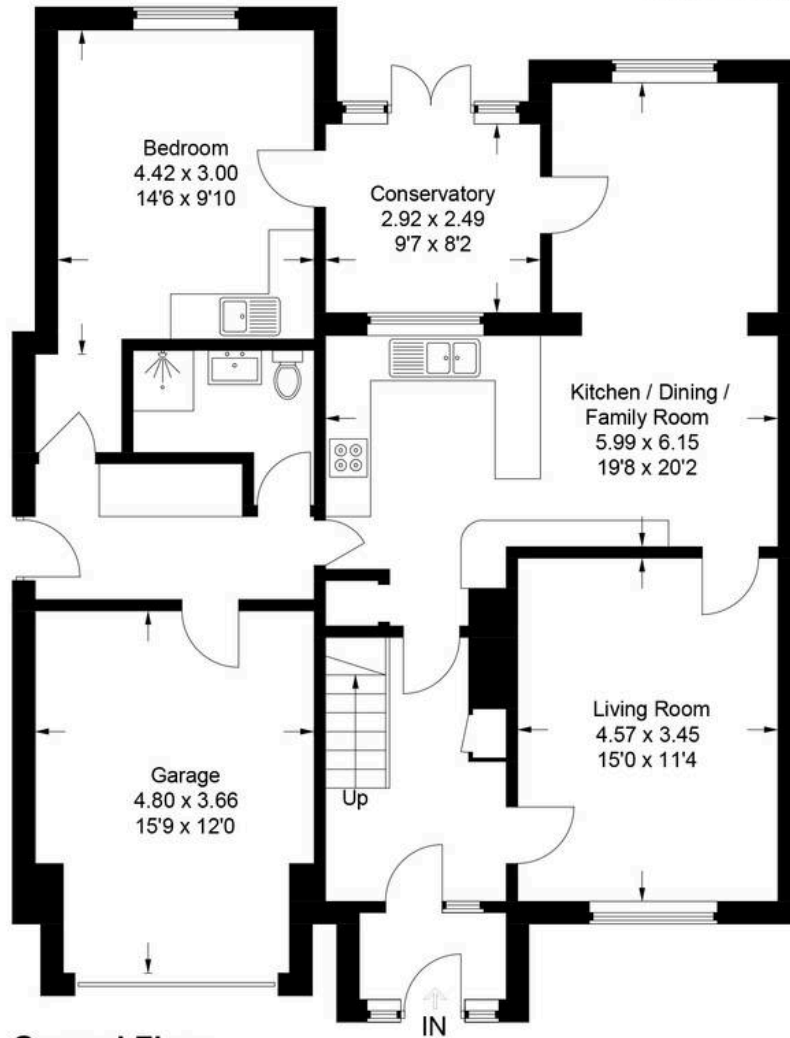 Bedroom
4.42 x 3.00
14'6 x 9'10
Conservatory
2.92 x 2.49
9'7 x 8'2
Kitchen / Dining /
Family Room
5.99 x 6.15
19'8 x 20'2
Living Room
4.57 x 3.45
15'0 x 11'4
Garage
4.80 x 3.66
15'9 x 12'0
Up
IN